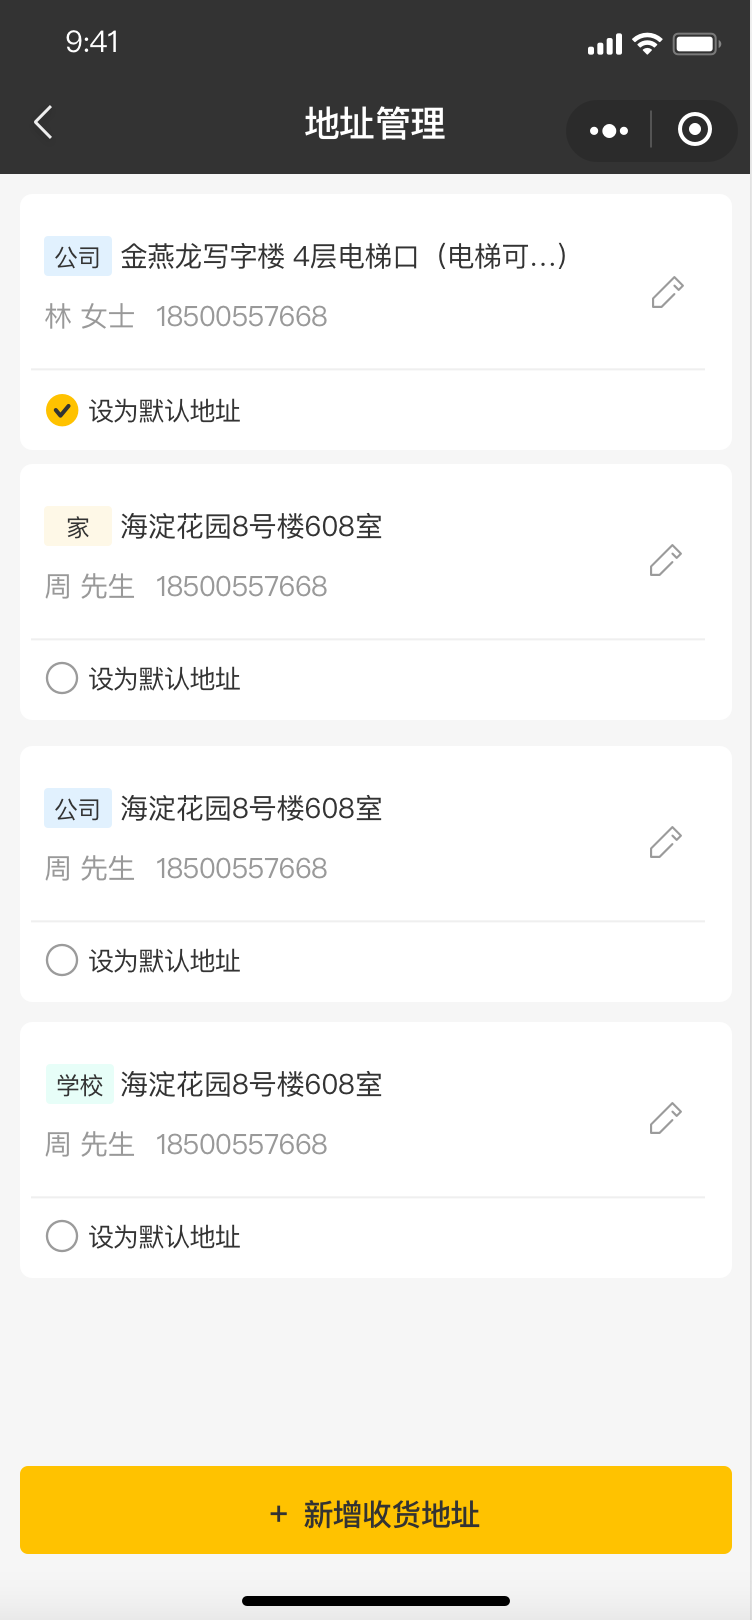 9:41
地址管理
公司 金燕龙写字楼 4层电梯口（电梯可...）
林 女士 18500557668
设为默认地址
家 海淀花园8号楼608室
周 先生 18500557668
设为默认地址
公司 海淀花园8号楼608室
周 先生 18500557668
设为默认地址
学校 海淀花园8号楼608室
周 先生 18500557668
设为默认地址
+ 新增收货地址